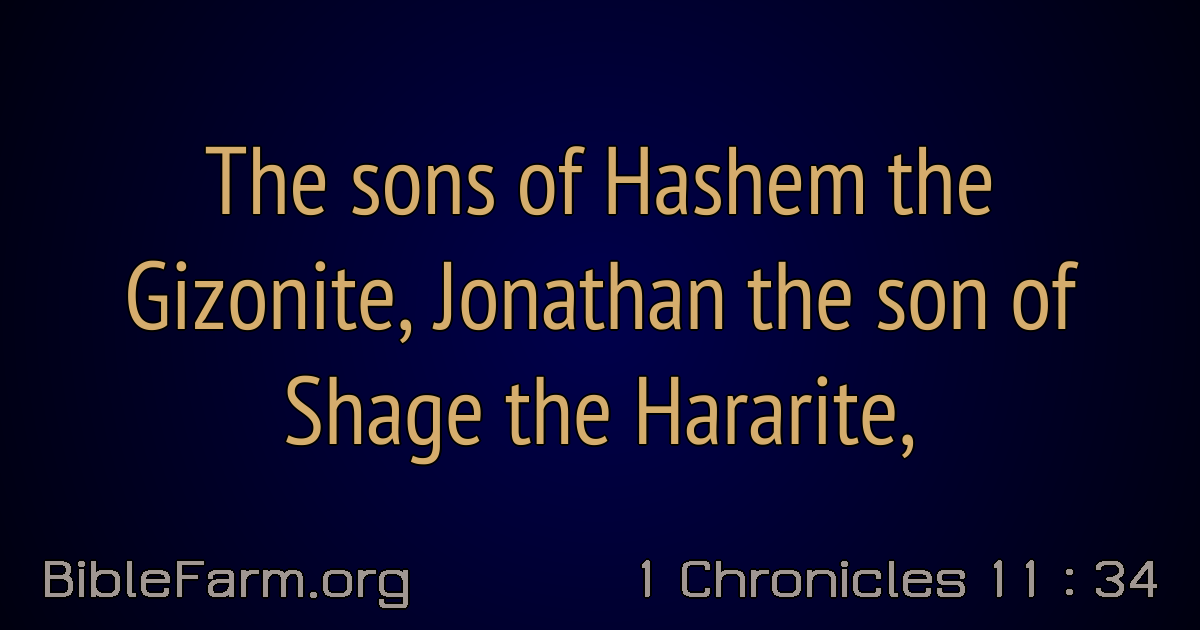 The sons of Hashem the
Gizonite, Jonathan the son of
Shage the Hararite,
BibleFarm.org 1 Chronicles 11 : 34